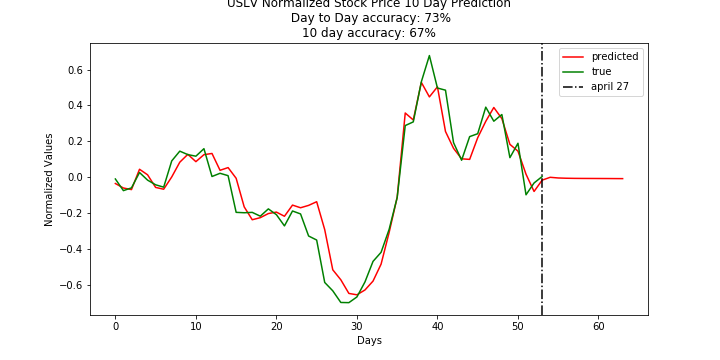 USLV Normalized Stock Price 10 Day Prediction
Day to Day accuracy: 73%
10 day accuracy: 67%
predicted
true
april 27
Normalized Values
0.6
0.4
0.2
0.0
−0.2
−0.4
−0.6
0
10
20
30
40
50
60
Days